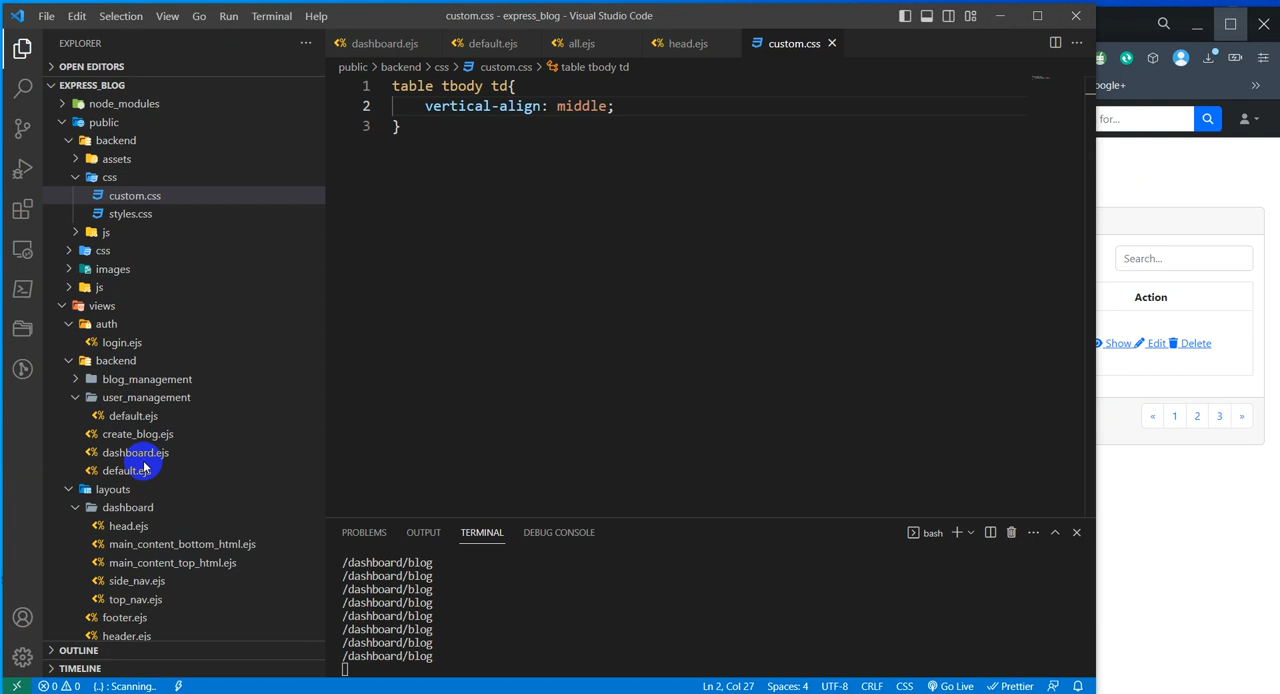 File Edit Selection View Go Run Terminal Help
custom.css - express_blog - Visual Studio Code
EXPLORER
dashboard.ejs default.ejs all.ejs head.ejs custom.css
public > backend > css > custom.css > table tbody td
OPEN EDITORS
EXPRESS_BLOG
node_modules
public
backend
assets
css
custom.css
styles.css
js
css
images
js
views
auth
login.ejs
backend
blog_management
user_management
default.ejs
create_blog.ejs
dashboard.ejs
default.ejs
layouts
dashboard
head.ejs
main_content_bottom_html.ejs
main_content_top_html.ejs
side_nav.ejs
top_nav.ejs
footer.ejs
header.ejs
OUTLINE
TIMELINE
1 table tbody td{
2 vertical-align: middle;
3 }
PROBLEMS OUTPUT TERMINAL DEBUG CONSOLE
bash
/dashboard/blog
/dashboard/blog
/dashboard/blog
/dashboard/blog
/dashboard/blog
/dashboard/blog
/dashboard/blog
/dashboard/blog
0 0 {..} : Scanning..
Ln 2, Col 27 Spaces: 4 UTF-8 CRLF CSS Go Live Prettier
oogle+
for...
Search...
Action
Show Edit Delete
« 1 2 3 »